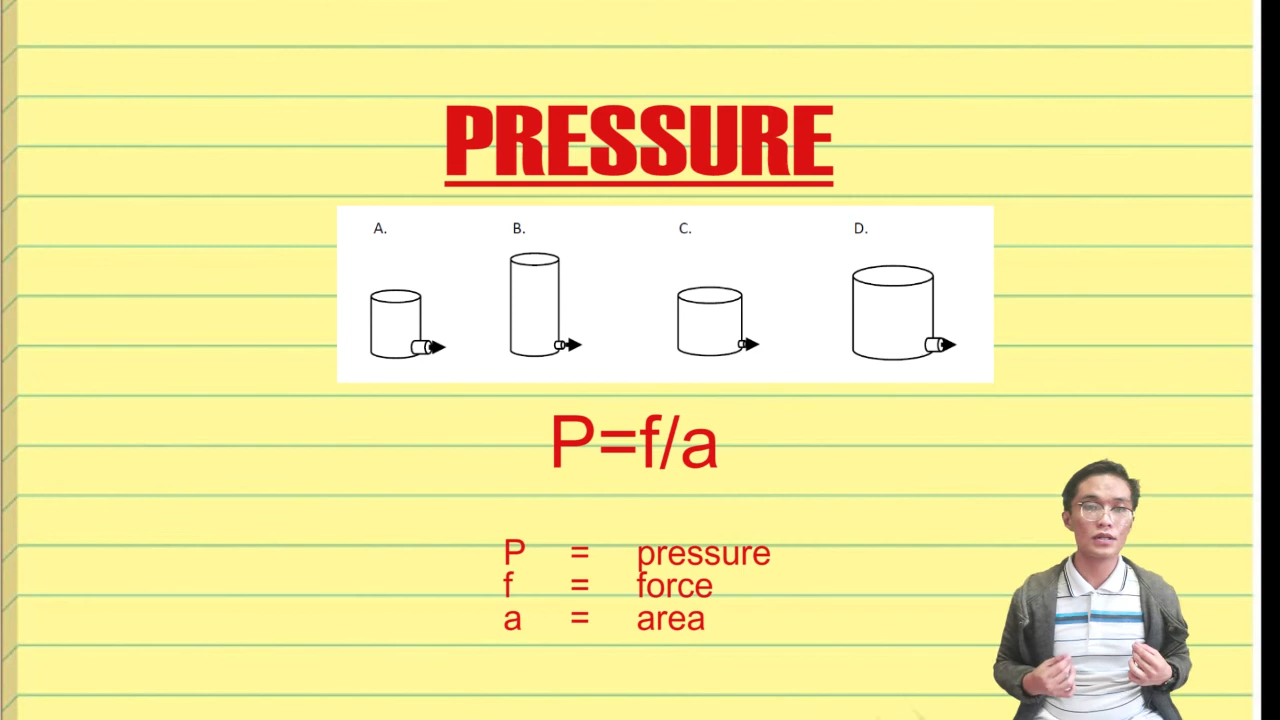 PRESSURE
A. B. C. D.
P=f/a
P = pressure
f = force
a = area